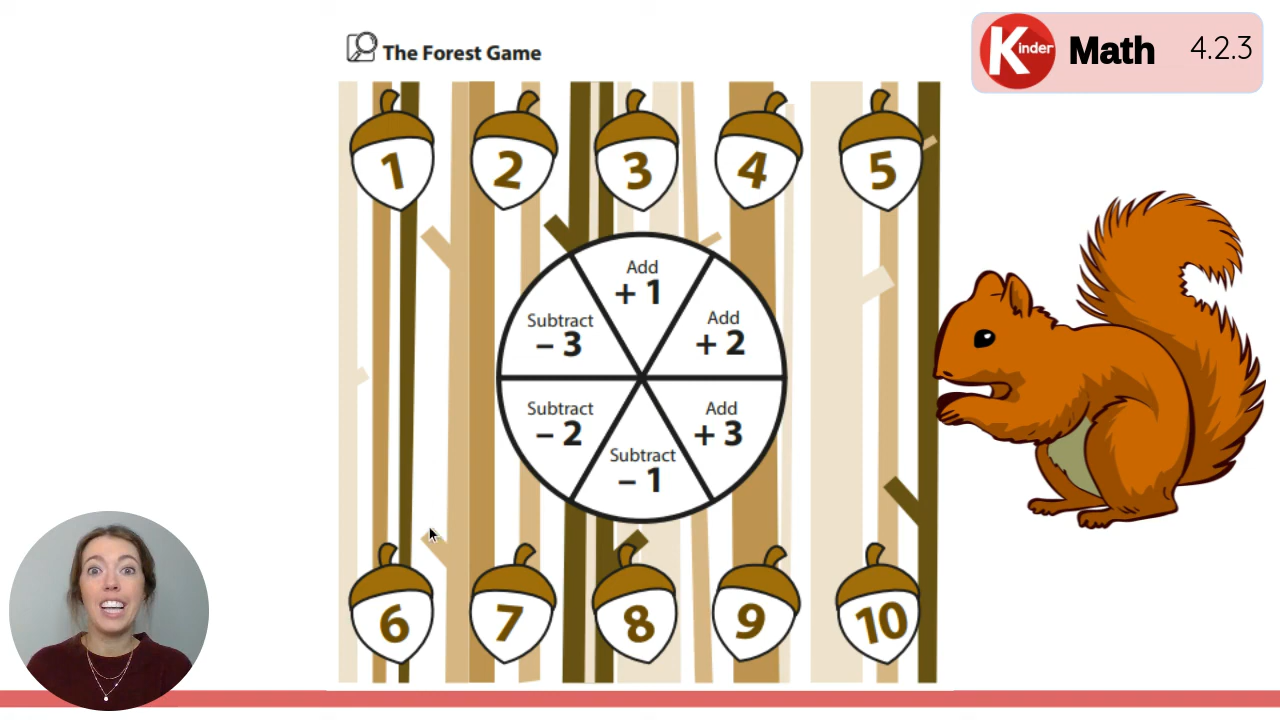 The Forest Game
Kinder Math 4.2.3
1 2 3 4 5
Add
+ 1
Subtract
– 3
Add
+ 2
Subtract
– 2
Add
+ 3
Subtract
– 1
6 7 8 9 10